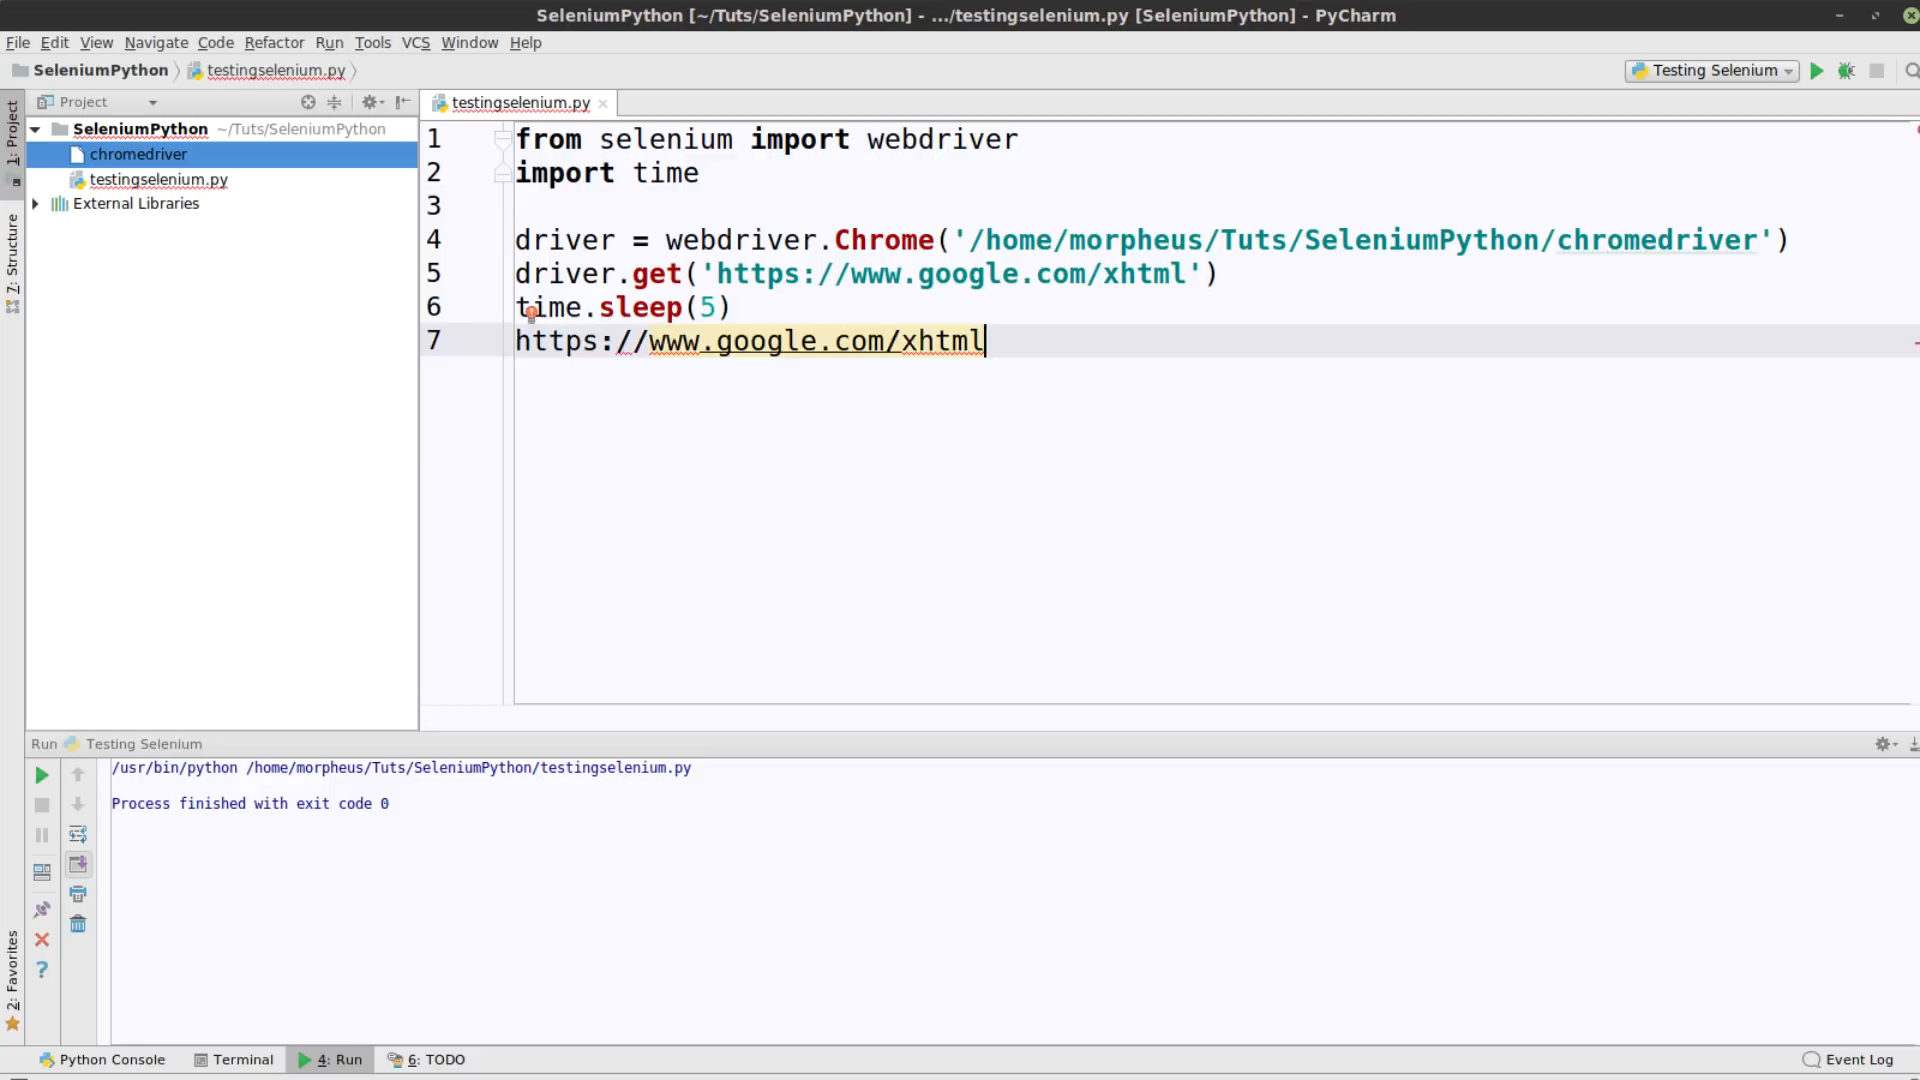 SeleniumPython [~/Tuts/SeleniumPython] - .../testingselenium.py [SeleniumPython] - PyCharm
File Edit View Navigate Code Refactor Run Tools VCS Window Help
SeleniumPython testingselenium.py Testing Selenium
1: Project
Project
testingselenium.py
SeleniumPython ~/Tuts/SeleniumPython
chromedriver
testingselenium.py
External Libraries
7: Structure
1 from selenium import webdriver
2 import time
3
4 driver = webdriver.Chrome('/home/morpheus/Tuts/SeleniumPython/chromedriver')
5 driver.get('https://www.google.com/xhtml')
6 time.sleep(5)
7 https://www.google.com/xhtml
Run Testing Selenium
/usr/bin/python /home/morpheus/Tuts/SeleniumPython/testingselenium.py
Process finished with exit code 0
2: Favorites
Python Console Terminal 4: Run 6: TODO Event Log